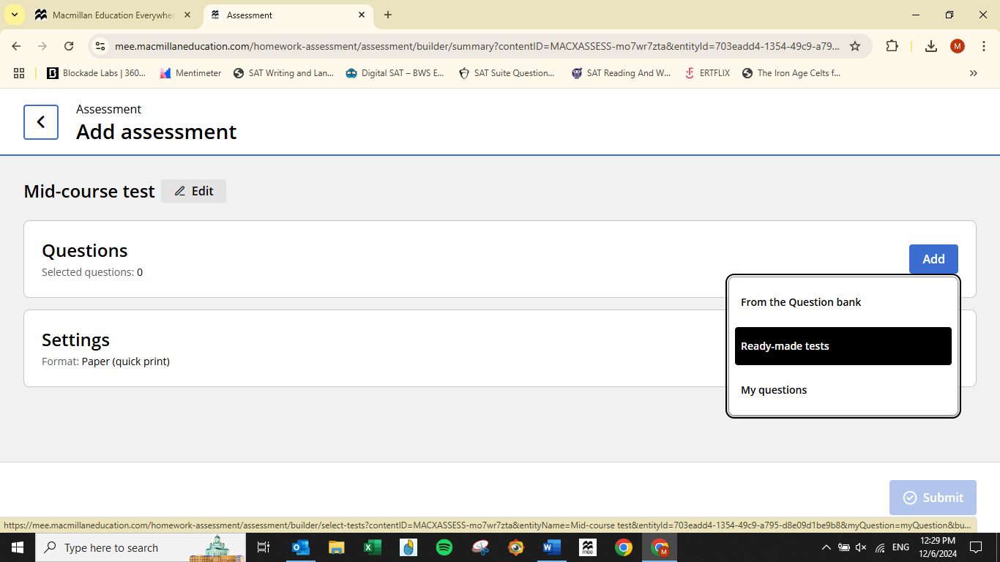 Macmillan Education Everywhe
Assessment
mee.macmillaneducation.com/homework-assessment/assessment/builder/summary?contentID=MACXASSESS-mo7wr7zta&entityId=703eadd4-1354-49c9-a79...
M
Blockade Labs | 360...
Mentimeter
SAT Writing and Lan...
Digital SAT – BWS E...
SAT Suite Question...
SAT Reading And W...
ERTFLIX
The Iron Age Celts f...
Assessment
Add assessment
Mid-course test
Edit
Questions
Selected questions: 0
Add
From the Question bank
Ready-made tests
My questions
Settings
Format: Paper (quick print)
Submit
https://mee.macmillaneducation.com/homework-assessment/assessment/builder/select-tests?contentID=MACXASSESS-mo7wr7zta&entityName=Mid-course test&entityId=703eadd4-1354-49c9-a795-d8e09d1be9b8&myQuestion=myQuestion&bu...
Type here to search
mee
M
ENG
12:29 PM
12/6/2024